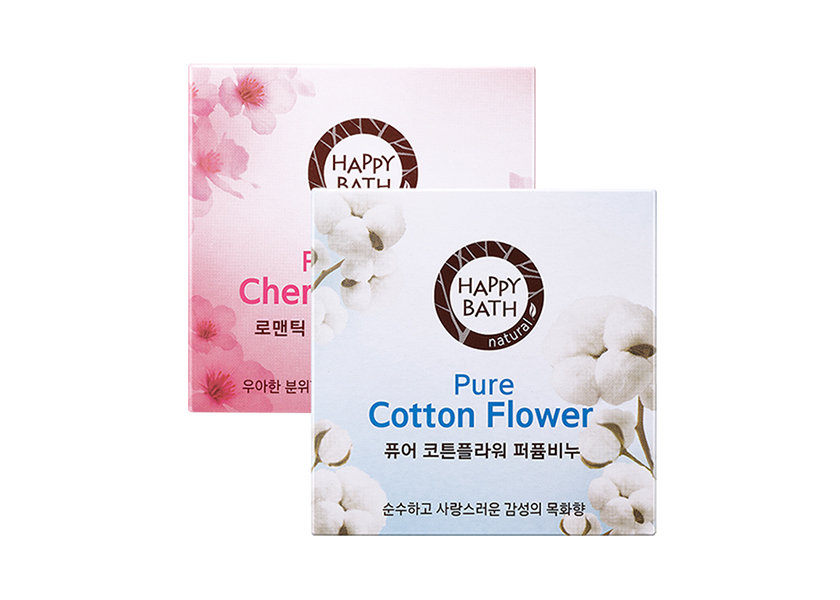 HAPPY
BATH
Cher
로맨틱
우아한 분위
HAPPY
BATH
natural
Pure
Cotton Flower
퓨어 코튼플라워 퍼퓸비누
순수하고 사랑스러운 감성의 목화향